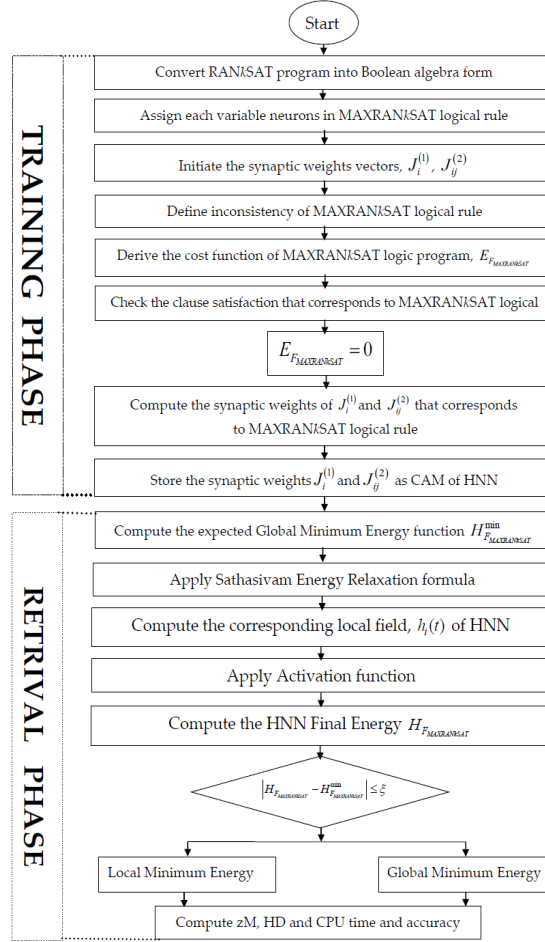 Start
TRAINING PHASE
Convert RANkSAT program into Boolean algebra form
Assign each variable neurons in MAXRANkSAT logical rule
Initiate the synaptic weights vectors, J_i^(1), J_ij^(2)
Define inconsistency of MAXRANkSAT logical rule
Derive the cost function of MAXRANkSAT logic program, E_F_MAXRANkSAT
Check the clause satisfaction that corresponds to MAXRANkSAT logical
E_F_MAXRANkSAT = 0
Compute the synaptic weights of J_i^(1) and J_ij^(2) that corresponds
to MAXRANkSAT logical rule
Store the synaptic weights J_i^(1) and J_ij^(2) as CAM of HNN
RETRIVAL PHASE
Compute the expected Global Minimum Energy function H^min_F_MAXRANkSAT
Apply Sathasivam Energy Relaxation formula
Compute the corresponding local field, h_i(t) of HNN
Apply Activation function
Compute the HNN Final Energy H_F_MAXRANkSAT
|H_F_MAXRANkSAT − H^min_F_MAXRANkSAT| ≤ ξ
Local Minimum Energy
Global Minimum Energy
Compute zM, HD and CPU time and accuracy